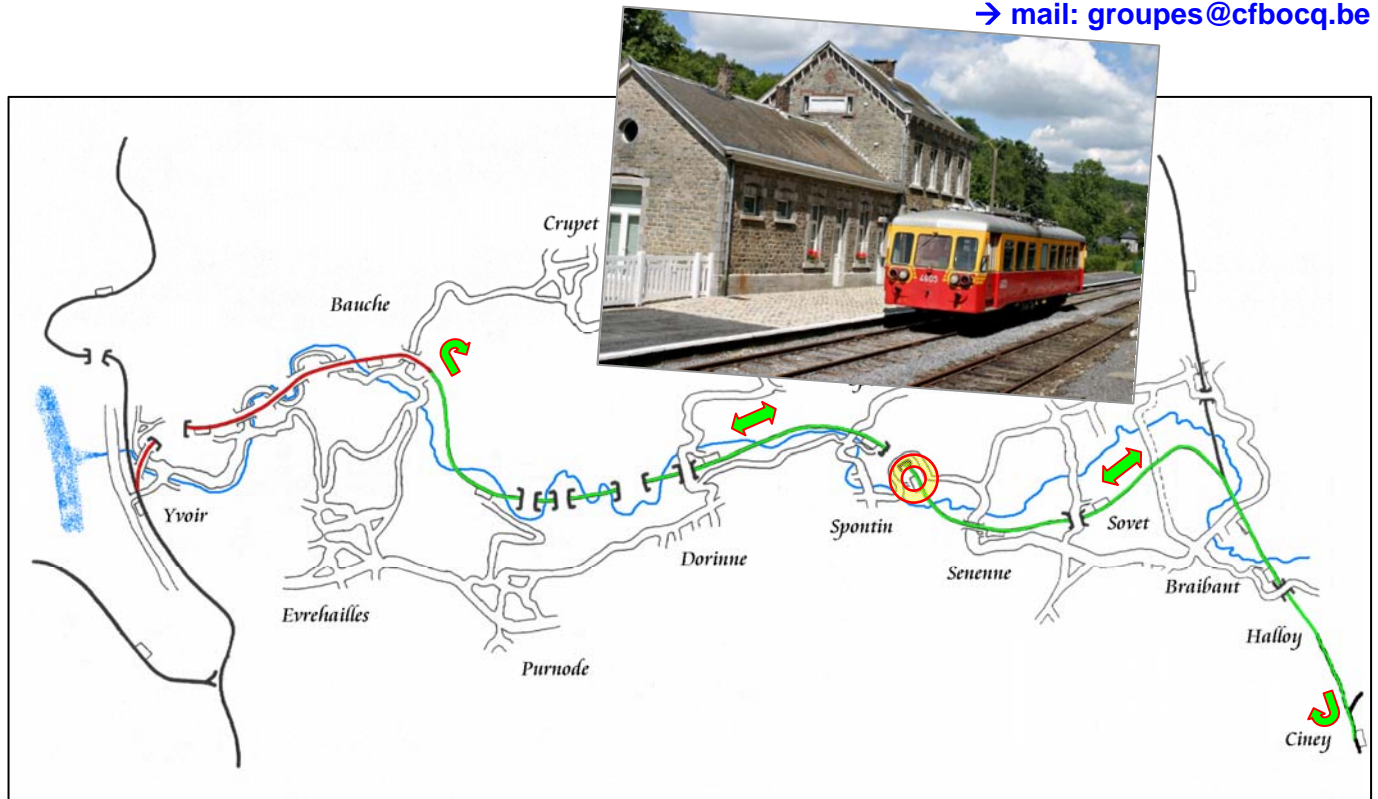 → mail: groupes@cfbocq.be
Crupet
4605
Bauche
Yvoir
Spontin
Sovet
Dorinne
Senenne
Braibant
Evrehailles
Halloy
Purnode
Ciney